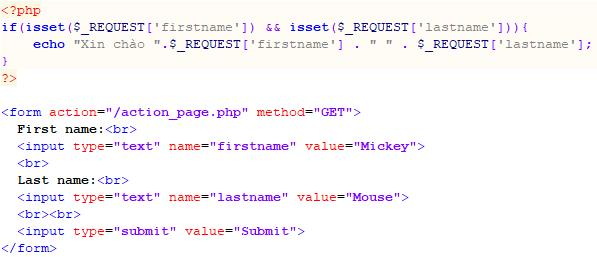 <?php
if(isset($_REQUEST['firstname']) && isset($_REQUEST['lastname'])){
    echo "Xin chào ".$_REQUEST['firstname'] . " " . $_REQUEST['lastname'];
}
?>

<form action="/action_page.php" method="GET">
  First name:<br>
  <input type="text" name="firstname" value="Mickey">
  <br>
  Last name:<br>
  <input type="text" name="lastname" value="Mouse">
  <br><br>
  <input type="submit" value="Submit">
</form>